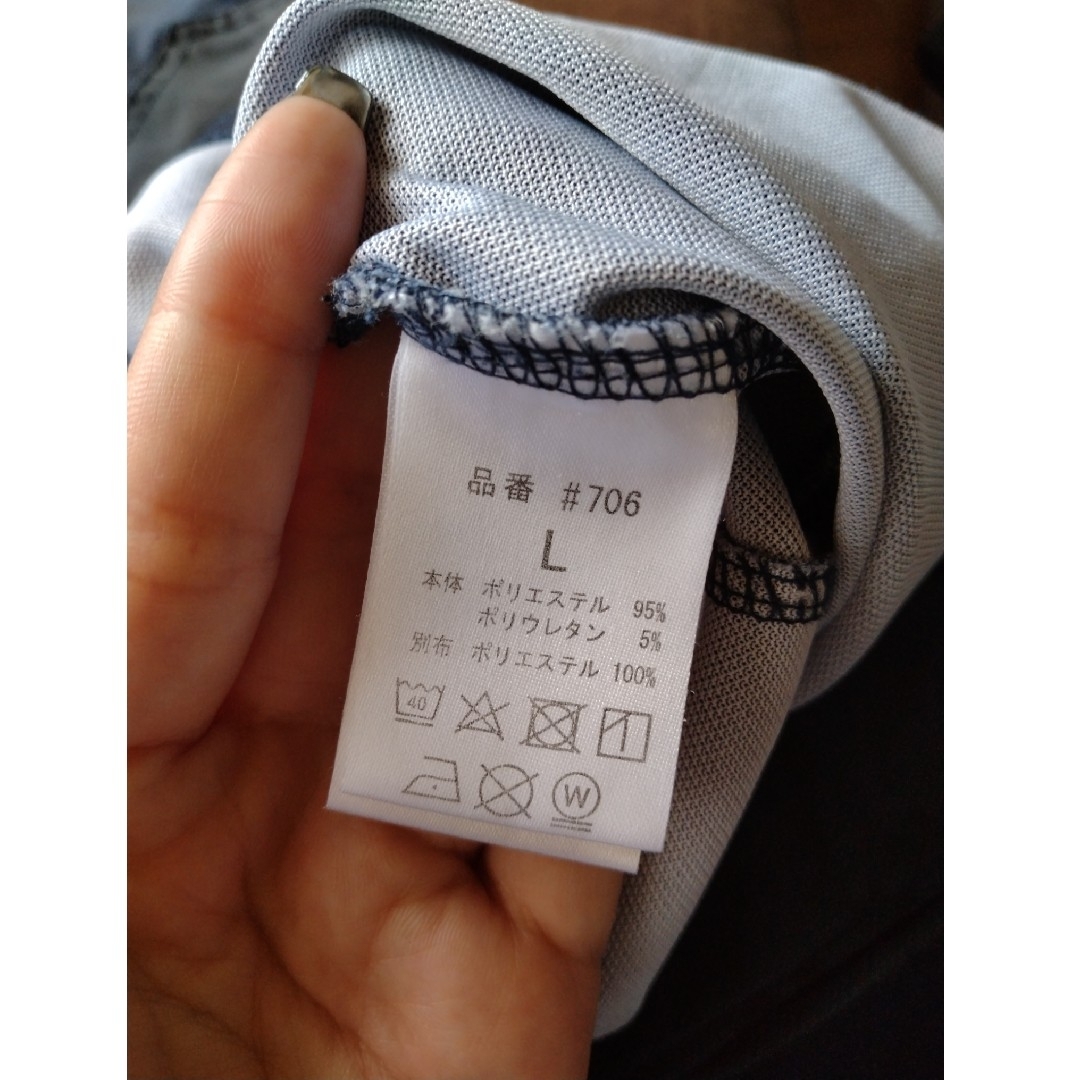 品番 #706
L
本体 ポリエステル 95%
ポリウレタン 5%
別布 ポリエステル 100%
40
W